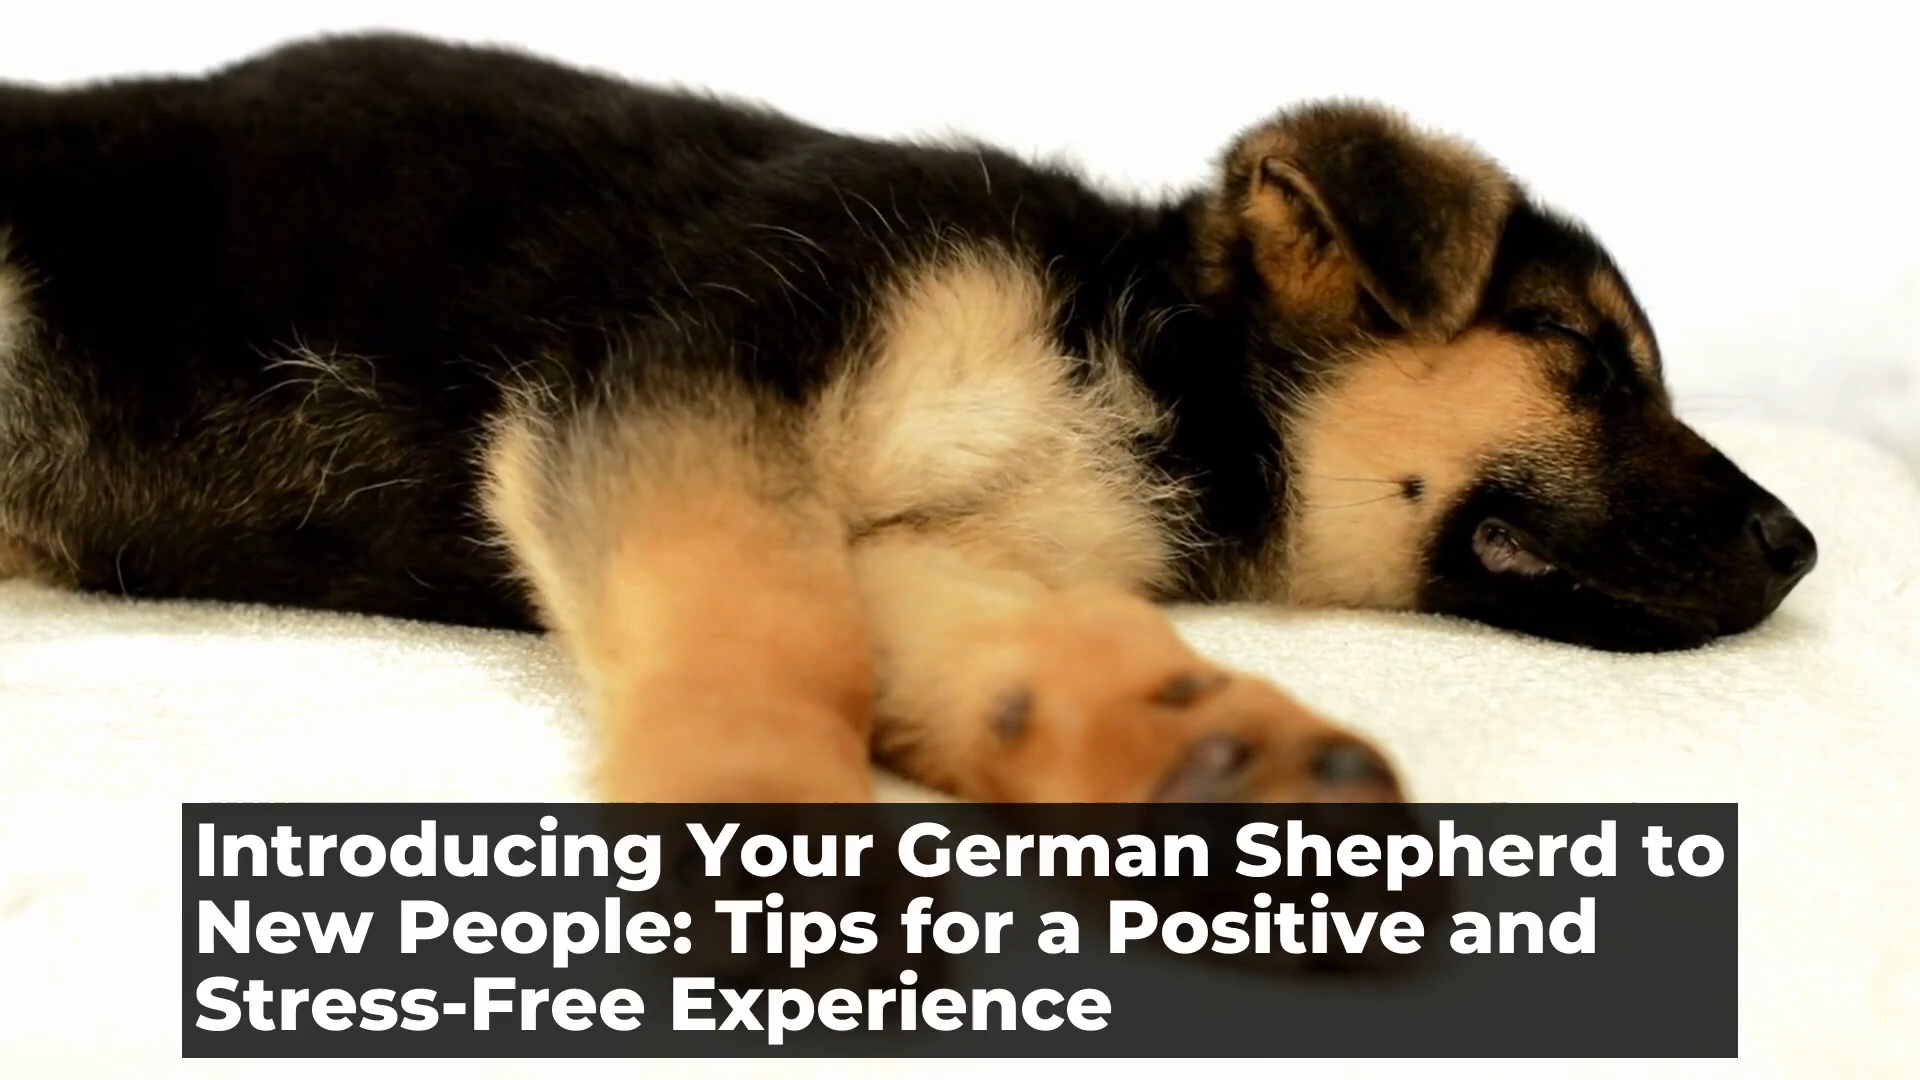 Introducing Your German Shepherd to
New People: Tips for a Positive and
Stress-Free Experience